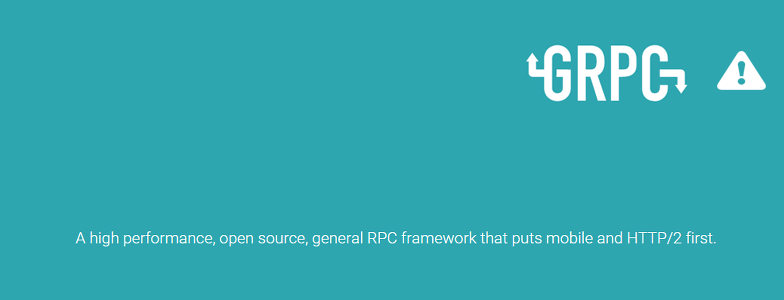 GRPC
A high performance, open source, general RPC framework that puts mobile and HTTP/2 first.